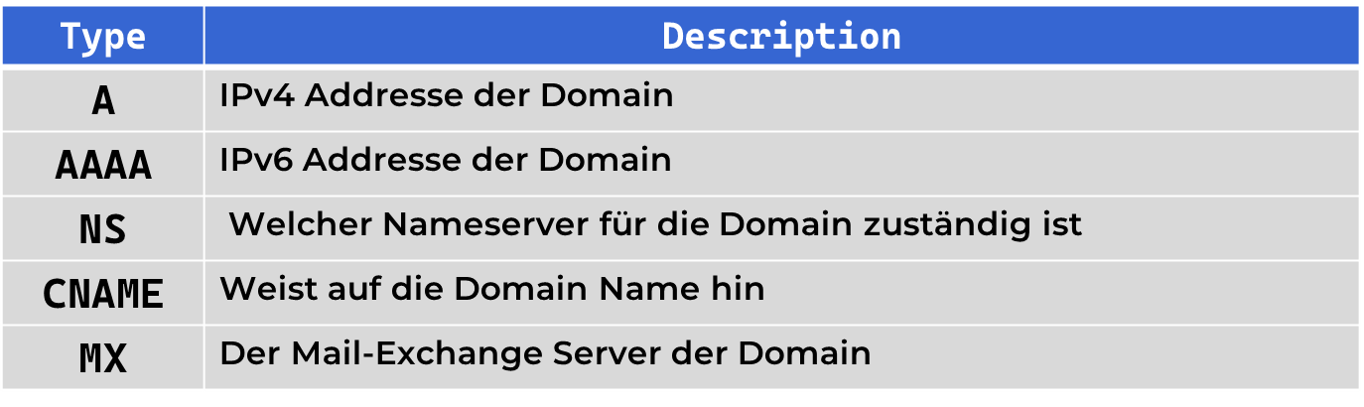 Type Description
A IPv4 Addresse der Domain
AAAA IPv6 Addresse der Domain
NS Welcher Nameserver für die Domain zuständig ist
CNAME Weist auf die Domain Name hin
MX Der Mail-Exchange Server der Domain